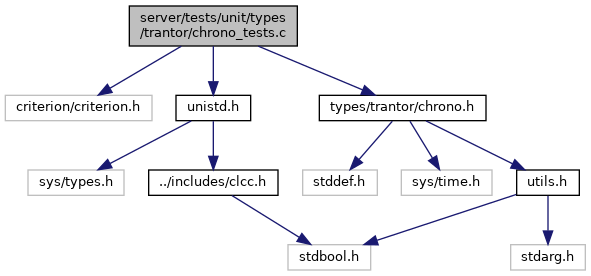 server/tests/unit/types
/trantor/chrono_tests.c
criterion/criterion.h
unistd.h
types/trantor/chrono.h
sys/types.h
../includes/clcc.h
stddef.h
sys/time.h
utils.h
stdbool.h
stdarg.h